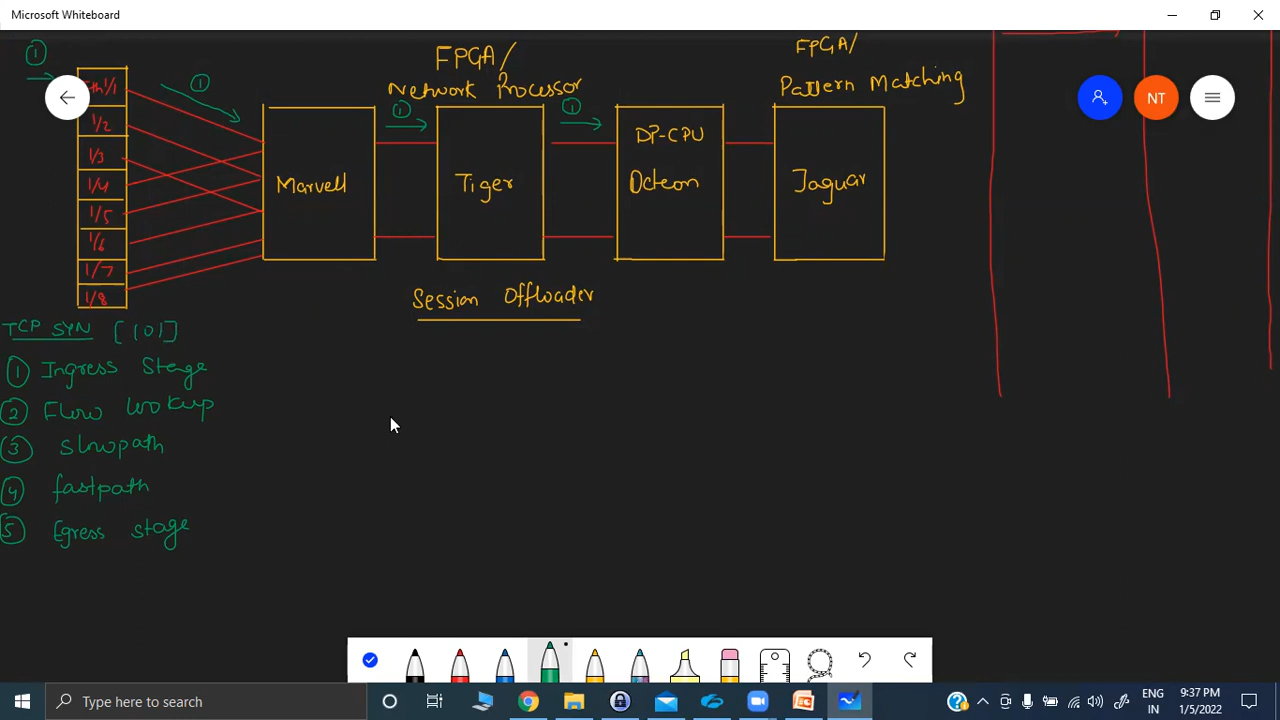 Microsoft Whiteboard
1
1
FPGA/
Network Processor
1
1
FPGA/
Pattern Matching
NT
th 1/1
1/2
1/3
1/4
1/5
1/6
1/7
1/8
Marvell
Tiger
DP-CPU
Octeon
Jaguar
Session Offloader
TCP SYN [101]
1 Ingress Stage
2 Flow lookup
3 slowpath
4 fastpath
5 Egress stage
Type here to search
ENG
IN
9:37 PM
1/5/2022